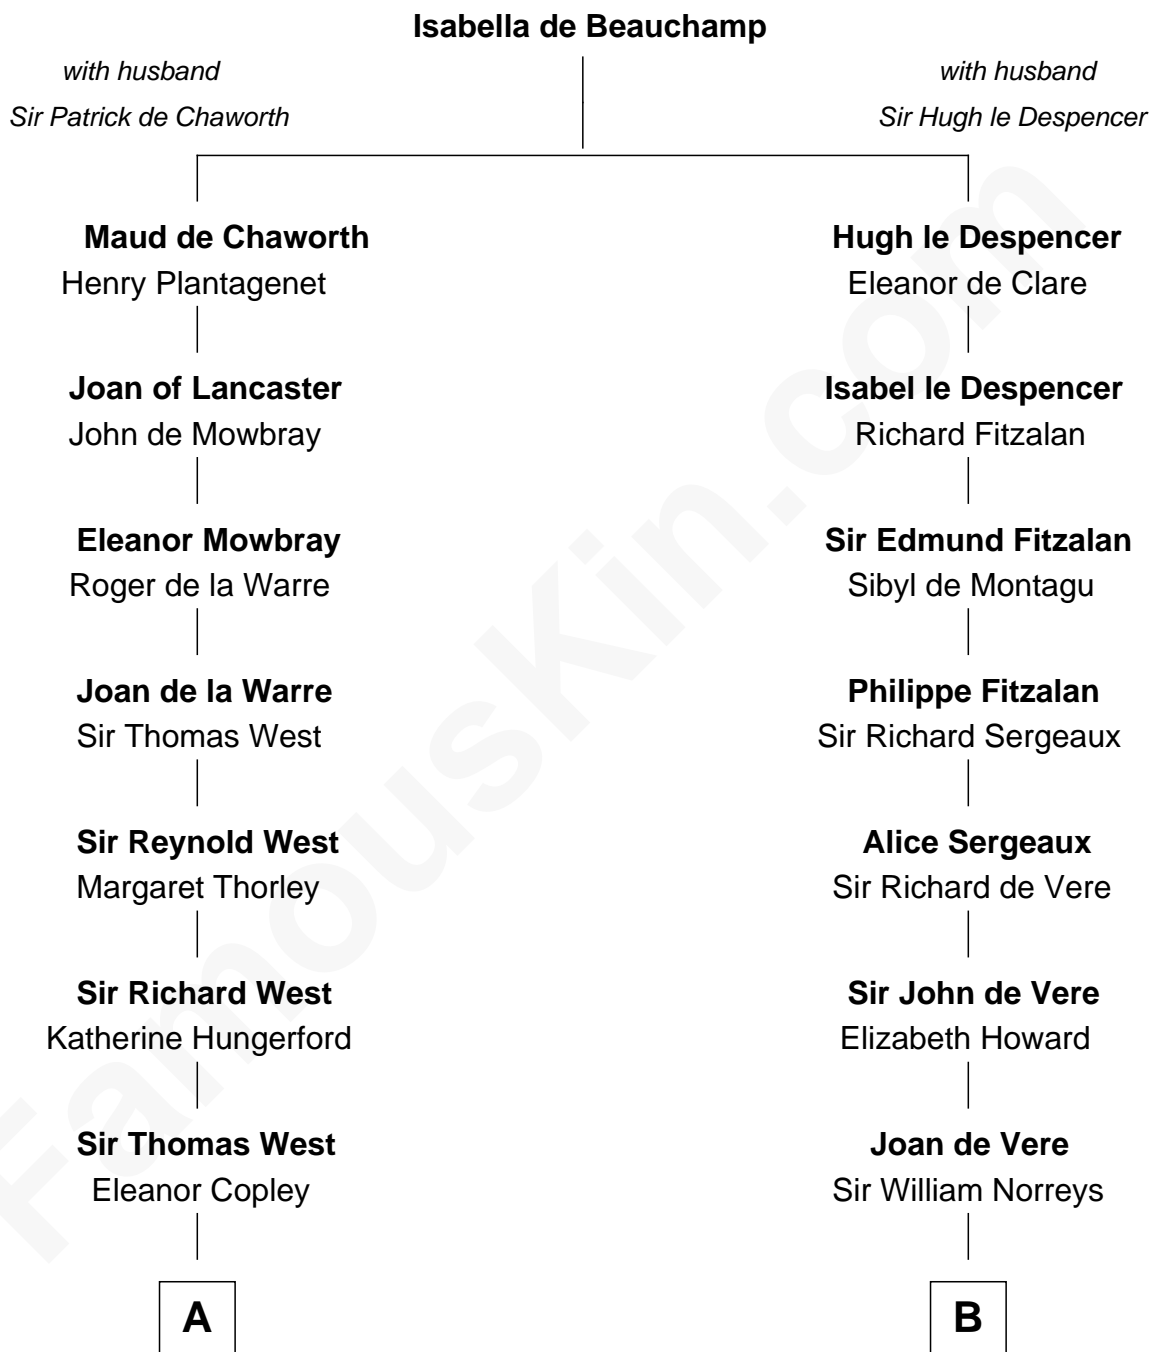 Isabella de Beauchamp
with husband
Sir Patrick de Chaworth
with husband
Sir Hugh le Despencer
Maud de Chaworth
Henry Plantagenet
Hugh le Despencer
Eleanor de Clare
Joan of Lancaster
John de Mowbray
Isabel le Despencer
Richard Fitzalan
Eleanor Mowbray
Roger de la Warre
Sir Edmund Fitzalan
Sibyl de Montagu
Joan de la Warre
Sir Thomas West
Philippe Fitzalan
Sir Richard Sergeaux
Sir Reynold West
Margaret Thorley
Alice Sergeaux
Sir Richard de Vere
Sir Richard West
Katherine Hungerford
Sir John de Vere
Elizabeth Howard
Sir Thomas West
Eleanor Copley
Joan de Vere
Sir William Norreys
A
B
FamousKin.com